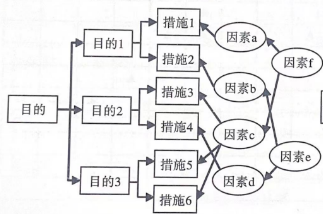 目的
目的1
目的2
目的3
措施1
措施2
措施3
措施4
措施5
措施6
因素a
因素b
因素c
因素d
因素f
因素e